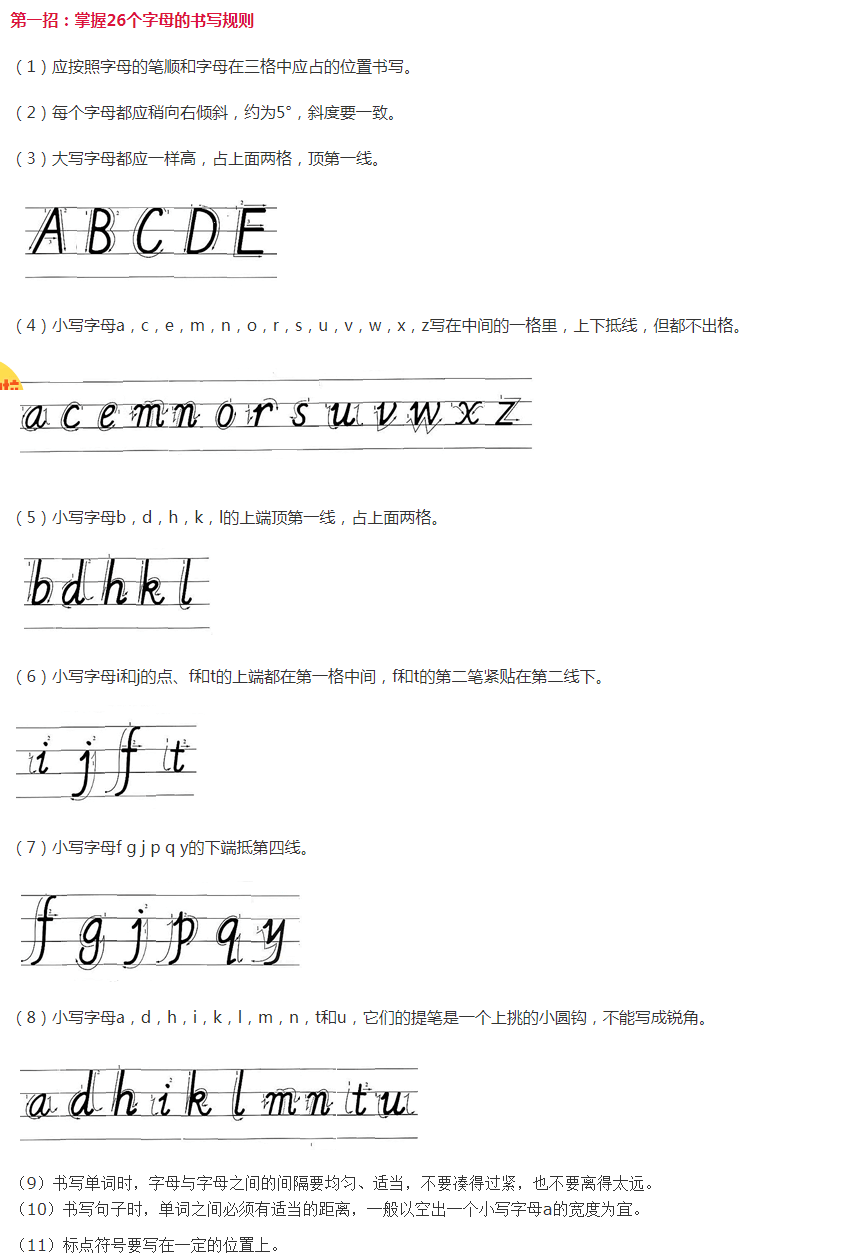 第一招：掌握26个字母的书写规则
（1）应按照字母的笔顺和字母在三格中应占的位置书写。
（2）每个字母都应稍向右倾斜，约为5°，斜度要一致。
（3）大写字母都应一样高，占上面两格，顶第一线。
A B C D E
（4）小写字母a，c，e，m，n，o，r，s，u，v，w，x，z写在中间的一格里，上下抵线，但都不出格。
a c e m n o r s u v w x z
（5）小写字母b，d，h，k，l的上端顶第一线，占上面两格。
b d h k l
（6）小写字母i和j的点、f和t的上端都在第一格中间，f和t的第二笔紧贴在第二线下。
i j f t
（7）小写字母f g j p q y的下端抵第四线。
f g j p q y
（8）小写字母a，d，h，i，k，l，m，n，t和u，它们的提笔是一个上挑的小圆钩，不能写成锐角。
a d h i k l m n t u
（9）书写单词时，字母与字母之间的间隔要均匀、适当，不要凑得过紧，也不要离得太远。
（10）书写句子时，单词之间必须有适当的距离，一般以空出一个小写字母a的宽度为宜。
（11）标点符号要写在一定的位置上。